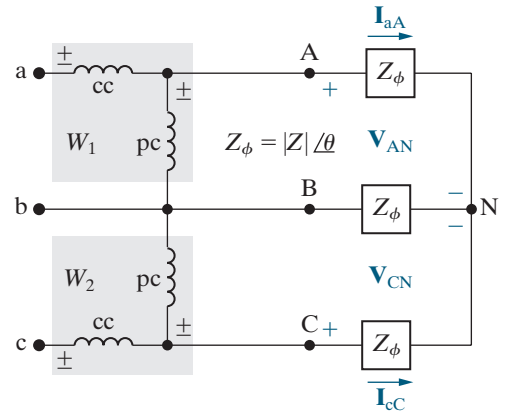 I_aA
a ± cc ± A + Z_ϕ
W_1 pc Z_ϕ = |Z| /θ V_AN
b B Z_ϕ − − N
W_2 pc V_CN
c ± cc ± C + Z_ϕ
I_cC